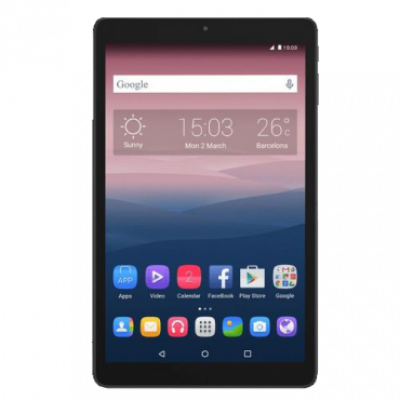 15:03
Google
15:03 26°c
Sunny Mon 2 March Barcelona
APP 2
Apps Video Calendar FaceBook Play Store Google